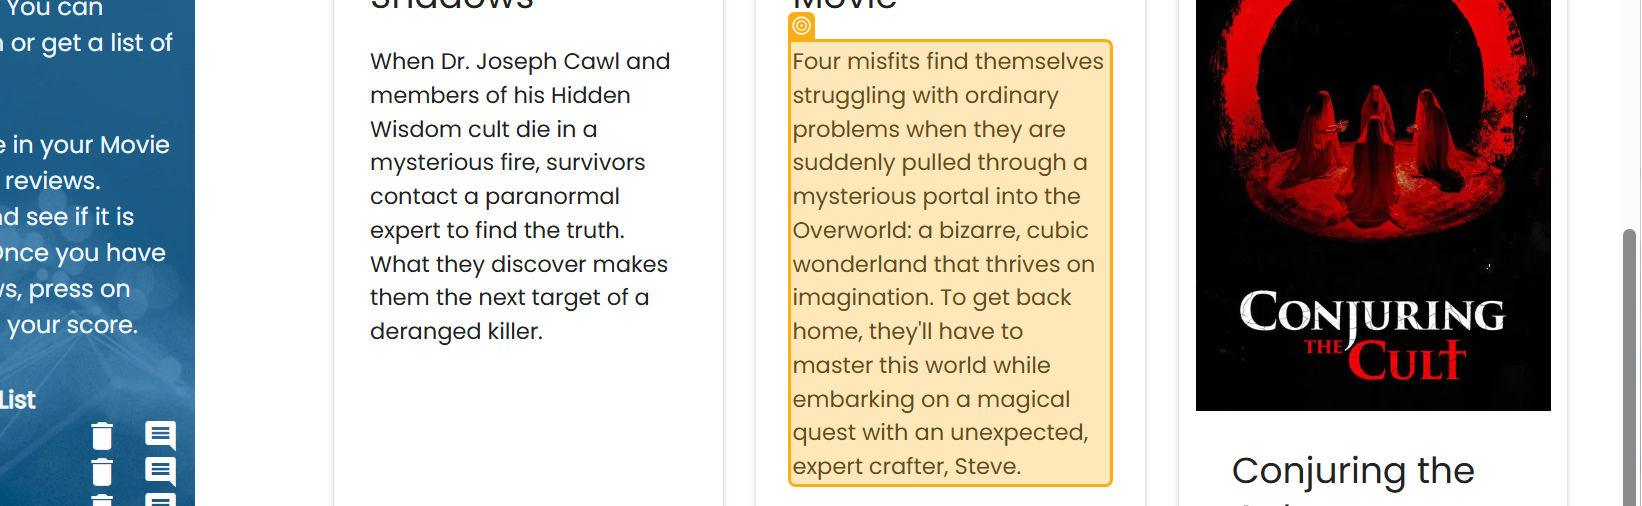 You can
or get a list of
in your Movie
reviews.
see if it is
Once you have
press on
your score.
List
Shadows
When Dr. Joseph Cawl and
members of his Hidden
Wisdom cult die in a
mysterious fire, survivors
contact a paranormal
expert to find the truth.
What they discover makes
them the next target of a
deranged killer.
Movie
Four misfits find themselves
struggling with ordinary
problems when they are
suddenly pulled through a
mysterious portal into the
Overworld: a bizarre, cubic
wonderland that thrives on
imagination. To get back
home, they'll have to
master this world while
embarking on a magical
quest with an unexpected,
expert crafter, Steve.
CONJURING
THE CULT
Conjuring the